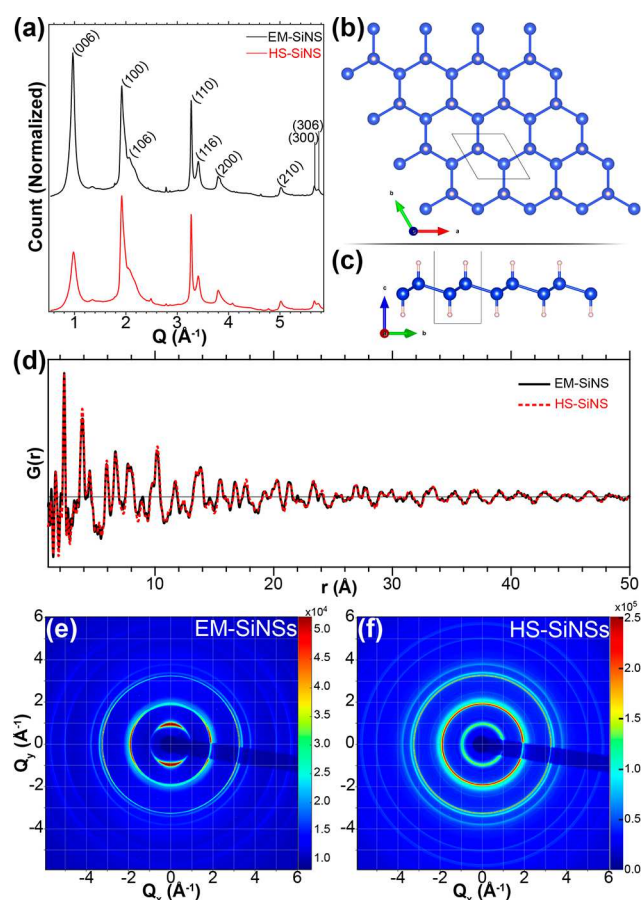 (a)
EM-SiNS
HS-SiNS
(006)
(100)
(106)
(110)
(116)
(200)
(210)
(306)
(300)
Count (Normalized)
1 2 3 4 5
Q (Å-1)
(b)
b
a
(c)
c
b
(d)
EM-SiNS
HS-SiNS
G(r)
10 20 30 40 50
r (Å)
(e)
EM-SiNSs
6
4
2
0
-2
-4
-4 -2 0 2 4 6
Qy (Å-1)
Qx (Å-1)
x10⁴
5.0
4.5
4.0
3.5
3.0
2.5
2.0
1.5
1.0
(f)
HS-SiNSs
6
4
2
0
-2
-4
-4 -2 0 2 4 6
Qx (Å-1)
x10⁵
2.5
2.0
1.5
1.0
0.5
0.0